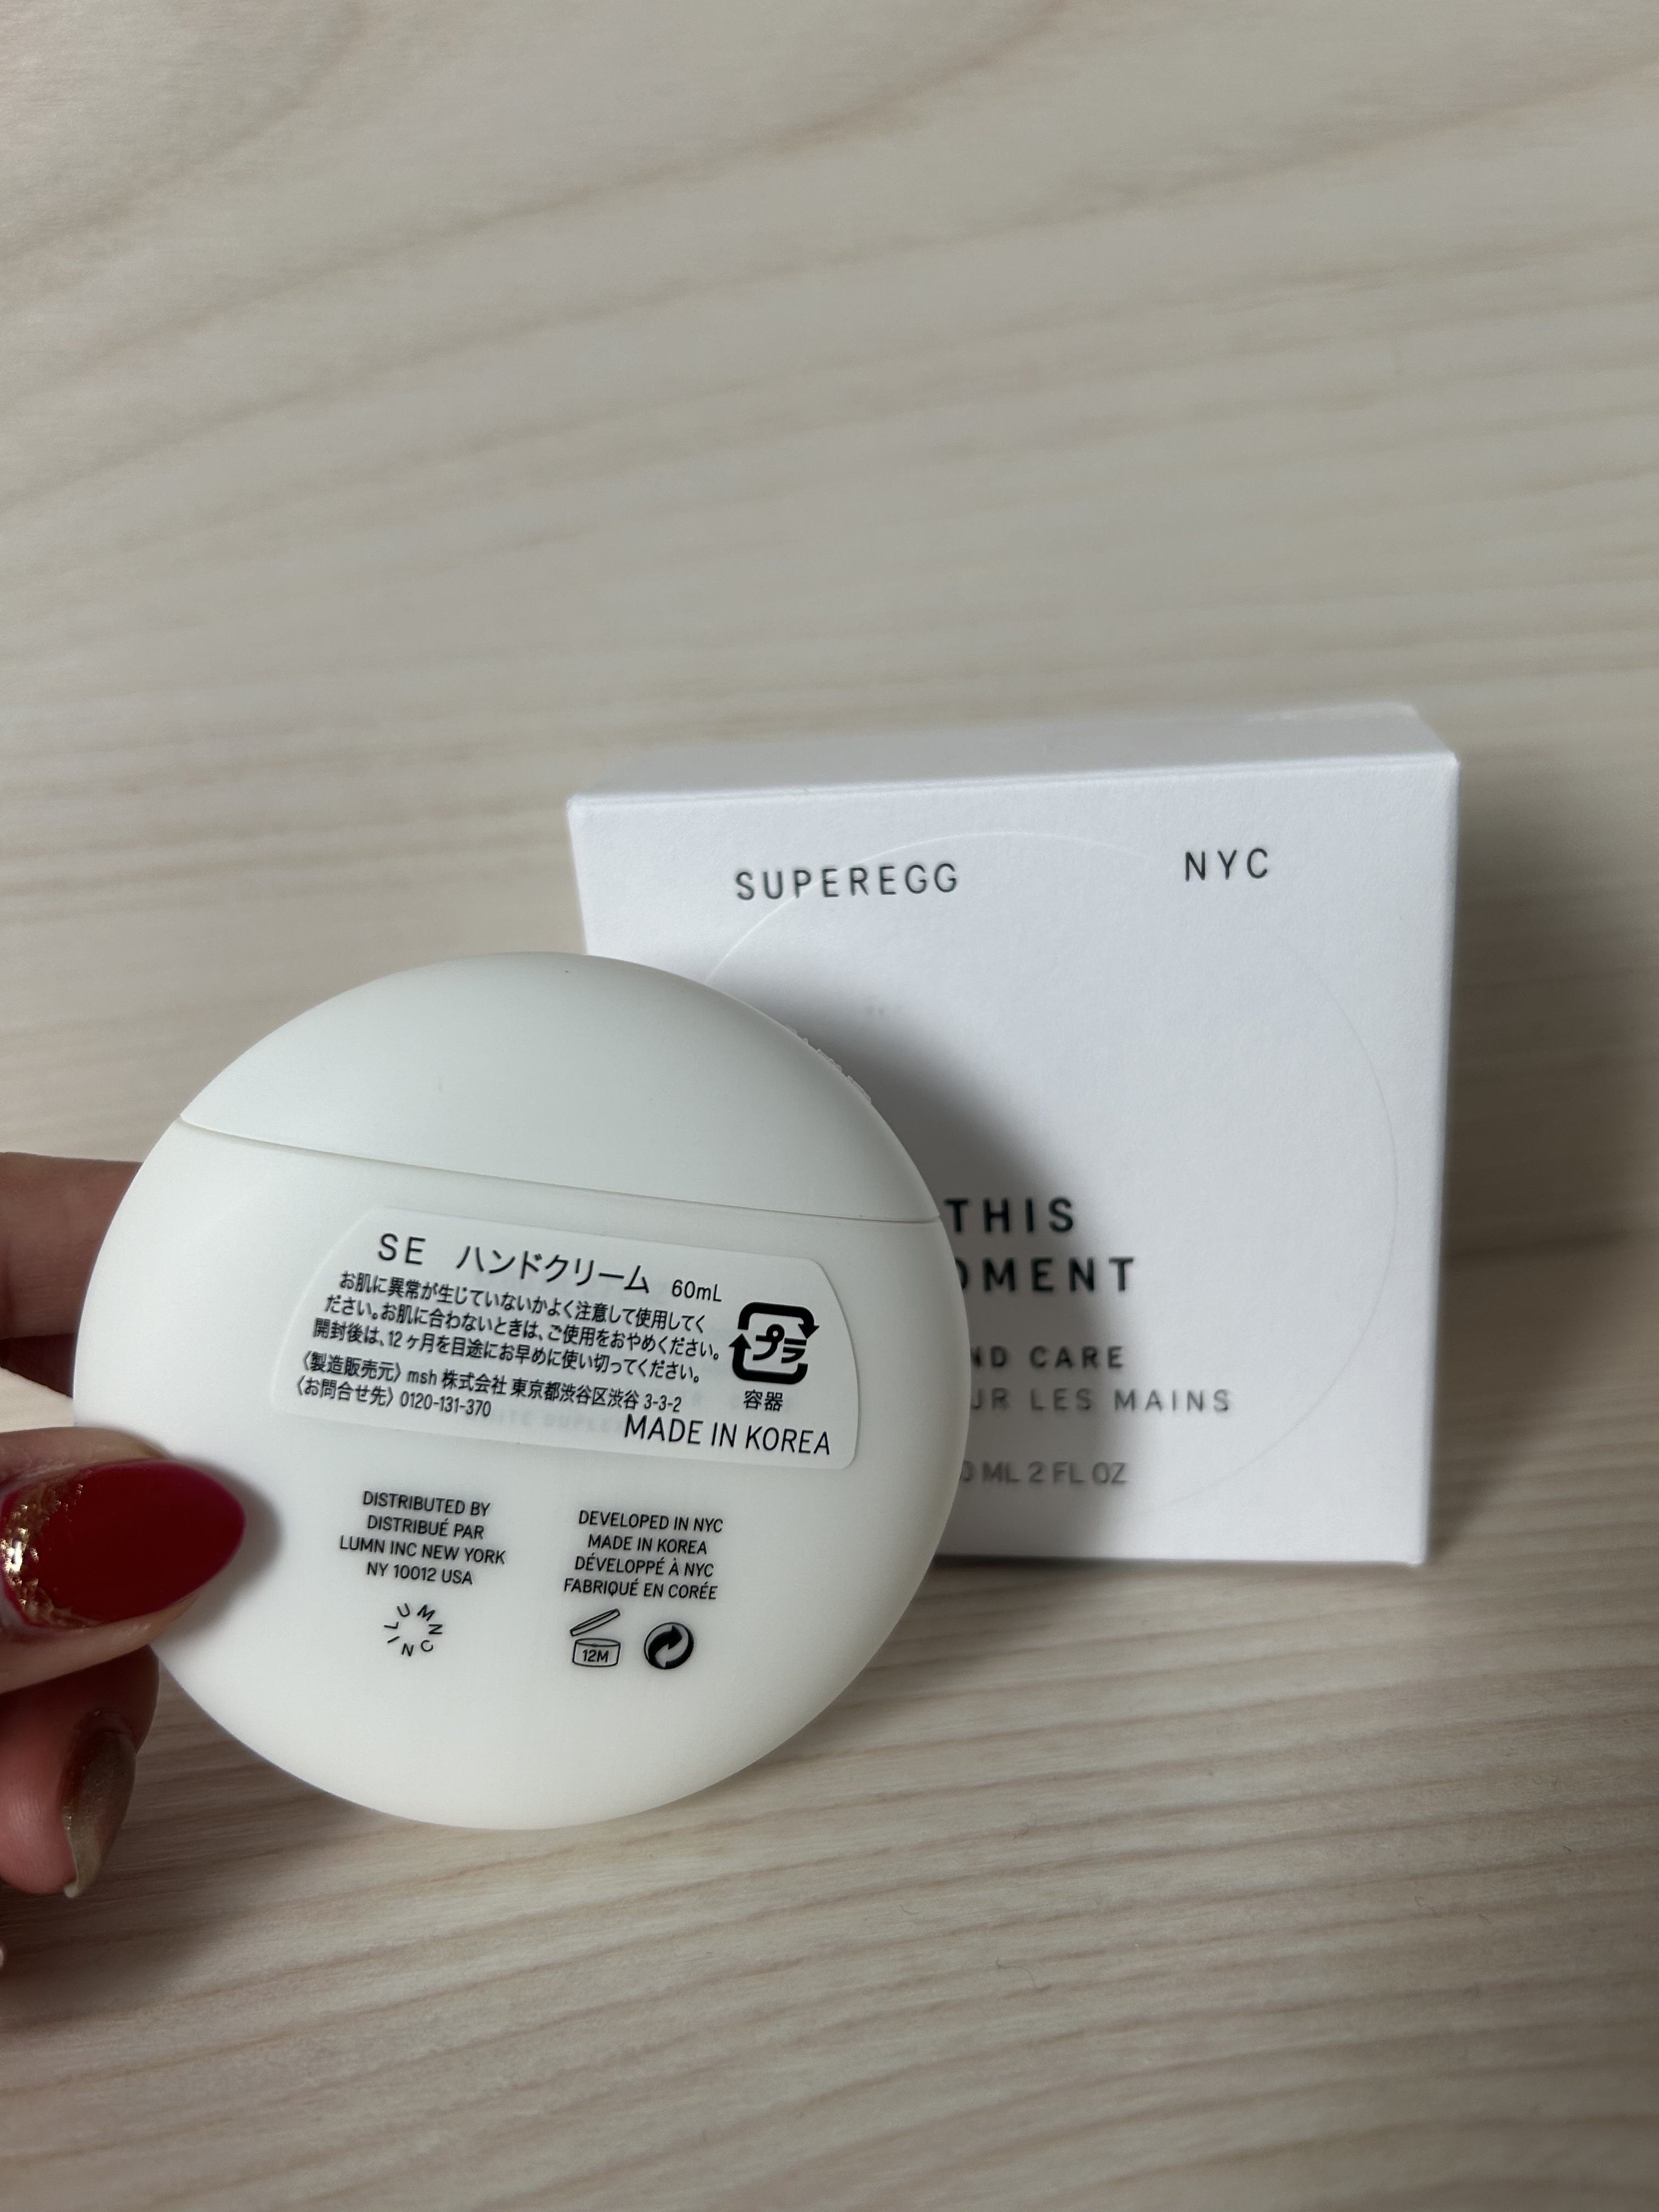 SUPEREGG NYC
THIS
OMENT
ND CARE
UR LES MAINS
0 ML 2 FL OZ
SE ハンドクリーム 60mL
お肌に異常が生じていないかよく注意して使用してく
ださい。お肌に合わないときは、ご使用をおやめください。
開封後は、12ヶ月を目途にお早めに使い切ってください。
〈製造販売元〉msh 株式会社 東京都渋谷区渋谷 3-3-2
〈お問合せ先〉0120-131-370
プラ
容器
MADE IN KOREA
DISTRIBUTED BY
DISTRIBUÉ PAR
LUMN INC NEW YORK
NY 10012 USA
LUMN INC
DEVELOPED IN NYC
MADE IN KOREA
DÉVELOPPÉ À NYC
FABRIQUÉ EN CORÉE
12M